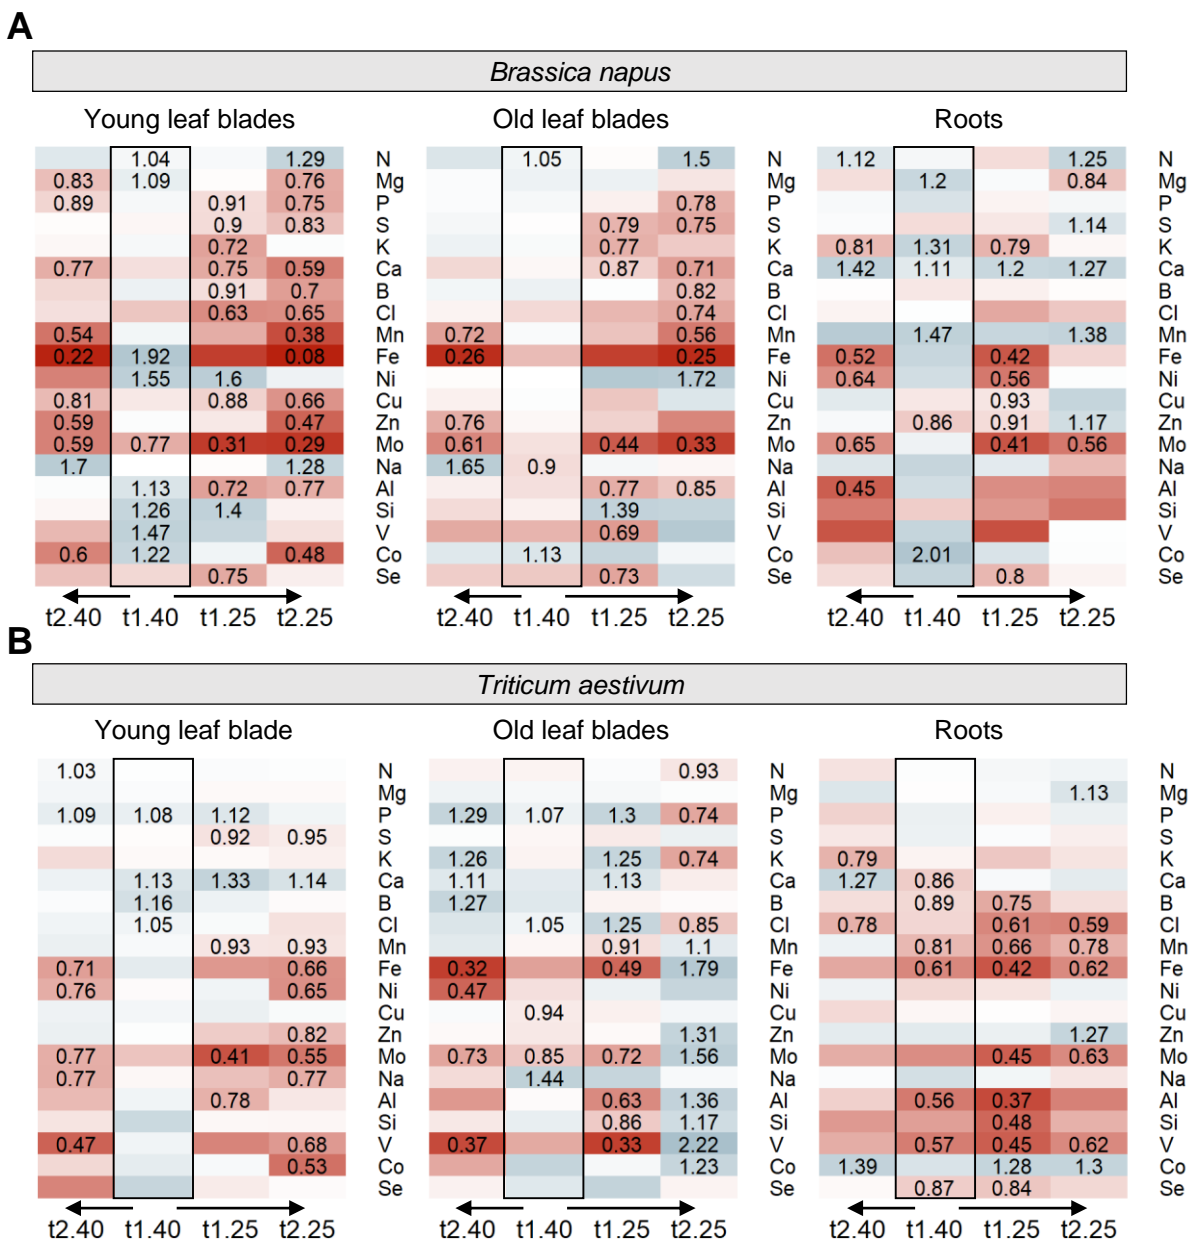 A
Brassica napus
Young leaf blades Old leaf blades Roots
1.04 1.29 N 1.05 1.5 N 1.12 1.25 N
0.83 1.09 0.76 Mg Mg 1.2 0.84 Mg
0.89 0.91 0.75 P 0.78 P P
0.9 0.83 S 0.79 0.75 S 1.14 S
0.72 K 0.77 K 0.81 1.31 0.79 K
0.77 0.75 0.59 Ca 0.87 0.71 Ca 1.42 1.11 1.2 1.27 Ca
0.91 0.7 B 0.82 B B
0.63 0.65 Cl 0.74 Cl Cl
0.54 0.38 Mn 0.72 0.56 Mn 1.47 1.38 Mn
0.22 1.92 0.08 Fe 0.26 0.25 Fe 0.52 0.42 Fe
1.55 1.6 Ni 1.72 Ni 0.64 0.56 Ni
0.81 0.88 0.66 Cu Cu 0.93 Cu
0.59 0.47 Zn 0.76 Zn 0.86 0.91 1.17 Zn
0.59 0.77 0.31 0.29 Mo 0.61 0.44 0.33 Mo 0.65 0.41 0.56 Mo
1.7 1.28 Na 1.65 0.9 Na Na
1.13 0.72 0.77 Al 0.77 0.85 Al 0.45 Al
1.26 1.4 Si 1.39 Si Si
1.47 V 0.69 V V
0.6 1.22 0.48 Co 1.13 Co 2.01 Co
0.75 Se 0.73 Se 0.8 Se
t2.40 t1.40 t1.25 t2.25 t2.40 t1.40 t1.25 t2.25 t2.40 t1.40 t1.25 t2.25
B
Triticum aestivum
Young leaf blade Old leaf blades Roots
1.03 N 0.93 N N
Mg Mg 1.13 Mg
1.09 1.08 1.12 P 1.29 1.07 1.3 0.74 P P
0.92 0.95 S S S
K 1.26 1.25 0.74 K 0.79 K
1.13 1.33 1.14 Ca 1.11 1.13 Ca 1.27 0.86 Ca
1.16 B 1.27 B 0.89 0.75 B
1.05 Cl 1.05 1.25 0.85 Cl 0.78 0.61 0.59 Cl
0.93 0.93 Mn 0.91 1.1 Mn 0.81 0.66 0.78 Mn
0.71 0.66 Fe 0.32 0.49 1.79 Fe 0.61 0.42 0.62 Fe
0.76 0.65 Ni 0.47 Ni Ni
Cu 0.94 Cu Cu
0.82 Zn 1.31 Zn 1.27 Zn
0.77 0.41 0.55 Mo 0.73 0.85 0.72 1.56 Mo 0.45 0.63 Mo
0.77 0.77 Na 1.44 Na Na
0.78 Al 0.63 1.36 Al 0.56 0.37 Al
Si 0.86 1.17 Si 0.48 Si
0.47 0.68 V 0.37 0.33 2.22 V 0.57 0.45 0.62 V
0.53 Co 1.23 Co 1.39 1.28 1.3 Co
Se Se 0.87 0.84 Se
t2.40 t1.40 t1.25 t2.25 t2.40 t1.40 t1.25 t2.25 t2.40 t1.40 t1.25 t2.25